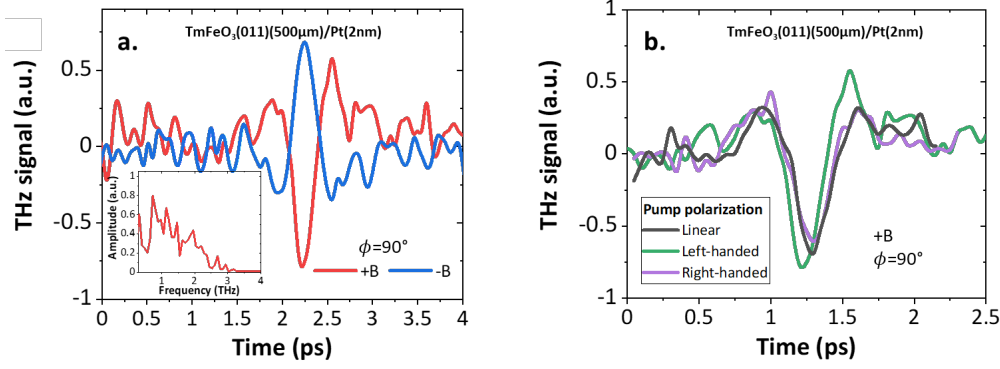 a.
TmFeO₃(011)(500μm)/Pt(2nm)
THz signal (a.u.)
1
0.5
0
-0.5
-1
0 0.5 1 1.5 2 2.5 3 3.5 4
Time (ps)
ϕ=90°
+B -B
Amplitude (a.u.)
1
0.8
0.6
0.4
0.2
0
1 2 3 4
Frequency (THz)
b.
TmFeO₃(011)(500μm)/Pt(2nm)
THz signal (a.u.)
1
0.5
0
-0.5
-1
0 0.5 1 1.5 2 2.5
Time (ps)
Pump polarization
Linear
Left-handed
Right-handed
+B
ϕ=90°